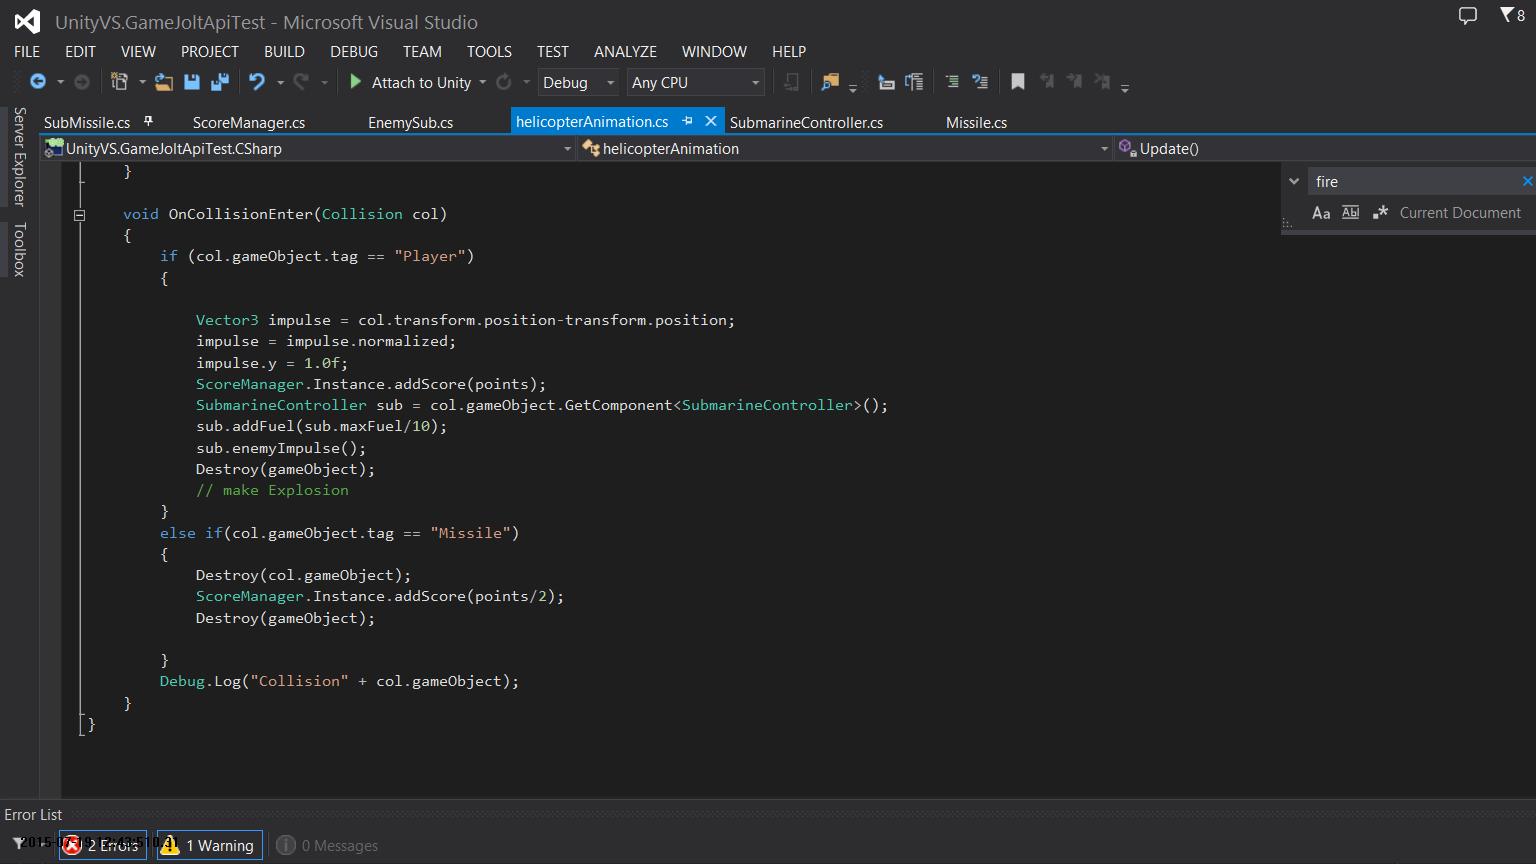 UnityVS.GameJoltApiTest - Microsoft Visual Studio
8
FILE EDIT VIEW PROJECT BUILD DEBUG TEAM TOOLS TEST ANALYZE WINDOW HELP
Attach to Unity Debug Any CPU
SubMissile.cs ScoreManager.cs EnemySub.cs helicopterAnimation.cs SubmarineController.cs Missile.cs
UnityVS.GameJoltApiTest.CSharp helicopterAnimation Update()
Server Explorer
Toolbox
fire
Aa Abl .* Current Document
}
void OnCollisionEnter(Collision col)
{
if (col.gameObject.tag == "Player")
{
Vector3 impulse = col.transform.position-transform.position;
impulse = impulse.normalized;
impulse.y = 1.0f;
ScoreManager.Instance.addScore(points);
SubmarineController sub = col.gameObject.GetComponent<SubmarineController>();
sub.addFuel(sub.maxFuel/10);
sub.enemyImpulse();
Destroy(gameObject);
// make Explosion
}
else if(col.gameObject.tag == "Missile")
{
Destroy(col.gameObject);
ScoreManager.Instance.addScore(points/2);
Destroy(gameObject);
}
Debug.Log("Collision" + col.gameObject);
}
}
Error List
2 Errors 1 Warning 0 Messages